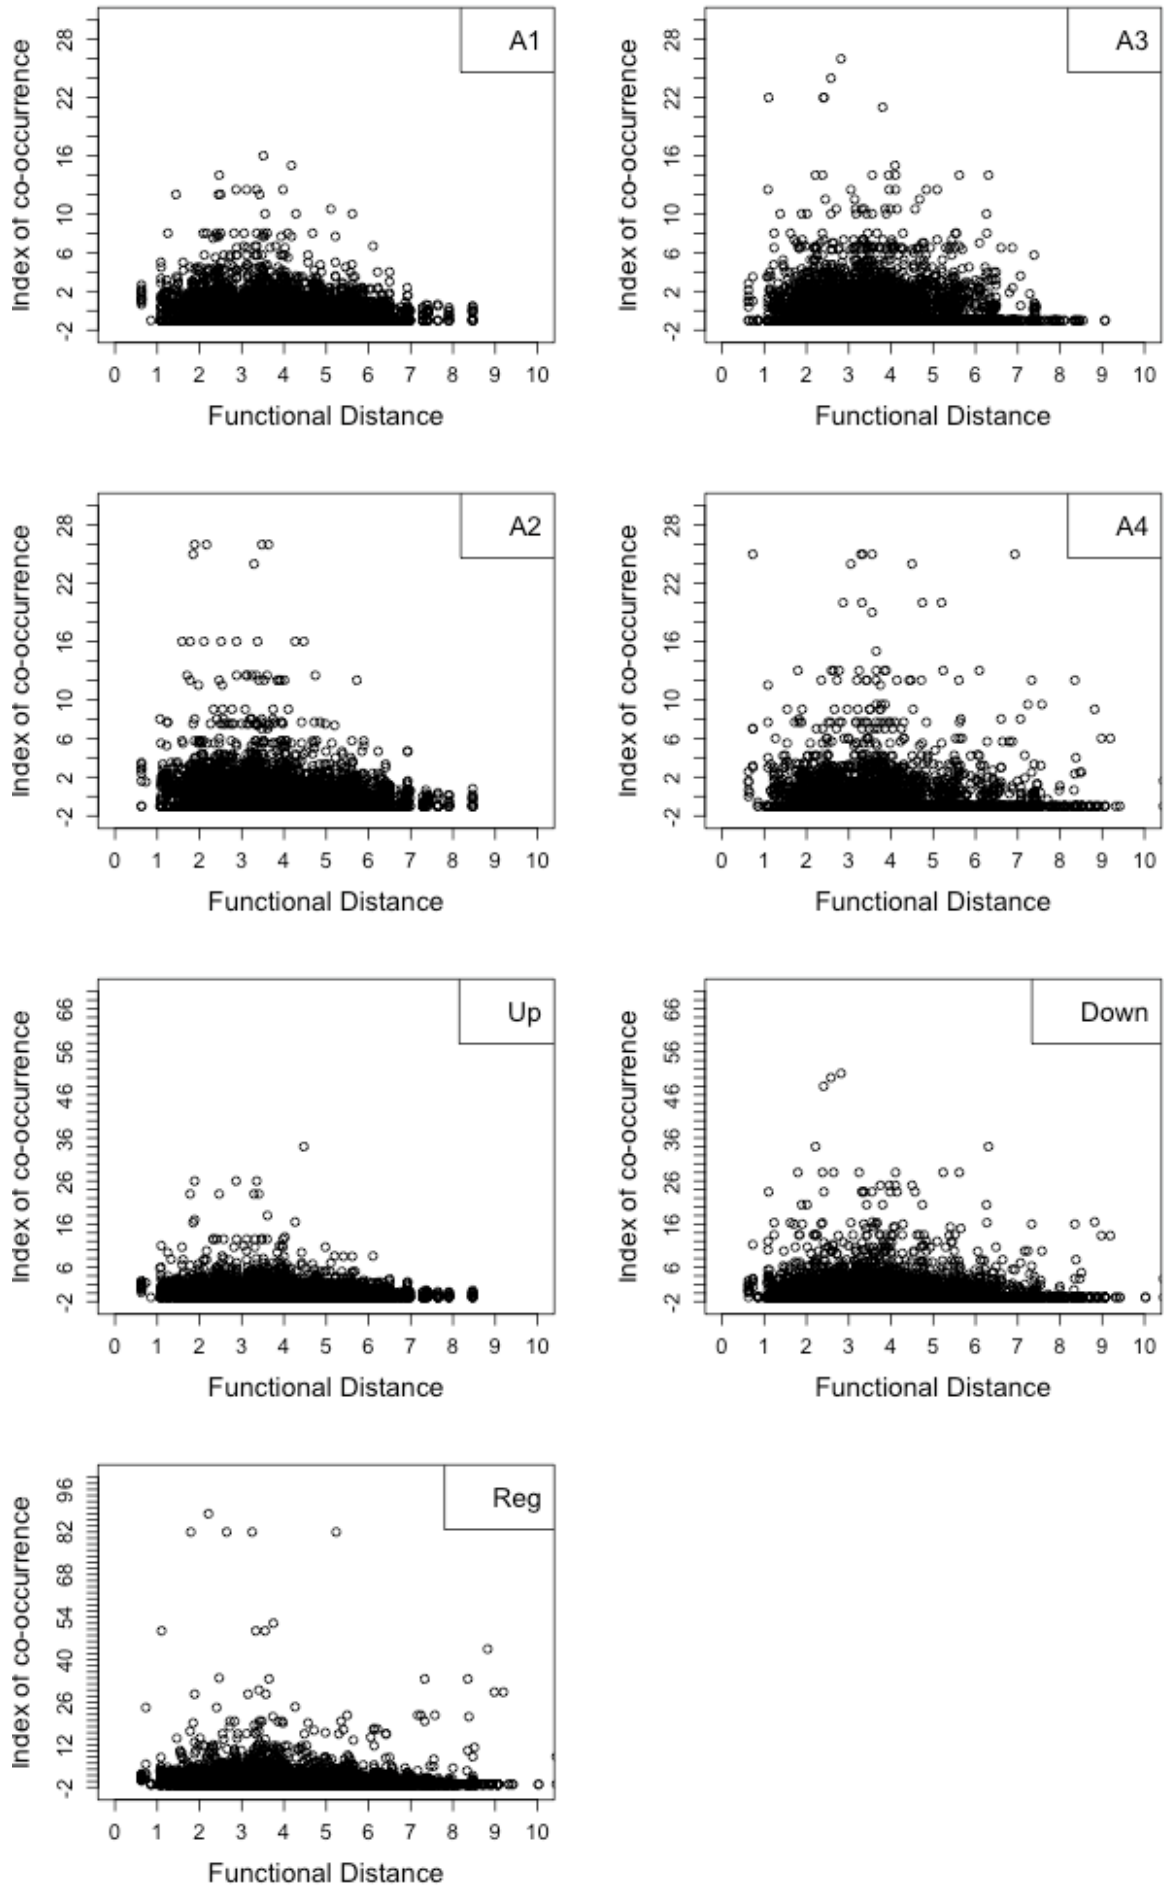 A1
Index of co-occurrence
-2 2 6 10 16 22 28
0 1 2 3 4 5 6 7 8 9 10
Functional Distance
A3
Index of co-occurrence
-2 2 6 10 16 22 28
0 1 2 3 4 5 6 7 8 9 10
Functional Distance
A2
Index of co-occurrence
-2 2 6 10 16 22 28
0 1 2 3 4 5 6 7 8 9 10
Functional Distance
A4
Index of co-occurrence
-2 2 6 10 16 22 28
0 1 2 3 4 5 6 7 8 9 10
Functional Distance
Up
Index of co-occurrence
-2 6 16 26 36 46 56 66
0 1 2 3 4 5 6 7 8 9 10
Functional Distance
Down
Index of co-occurrence
-2 6 16 26 36 46 56 66
0 1 2 3 4 5 6 7 8 9 10
Functional Distance
Reg
Index of co-occurrence
-2 12 26 40 54 68 82 96
0 1 2 3 4 5 6 7 8 9 10
Functional Distance